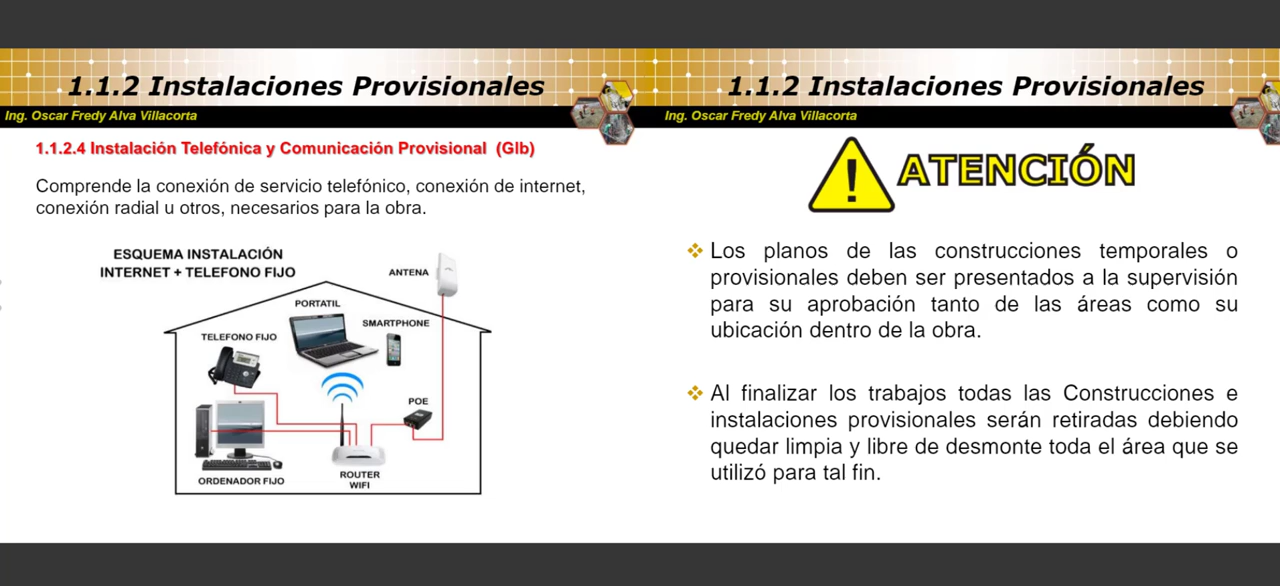 1.1.2 Instalaciones Provisionales
Ing. Oscar Fredy Alva Villacorta
1.1.2.4 Instalación Telefónica y Comunicación Provisional (Glb)
Comprende la conexión de servicio telefónico, conexión de internet,
conexión radial u otros, necesarios para la obra.
ESQUEMA INSTALACIÓN
INTERNET + TELEFONO FIJO
ANTENA
PORTATIL
SMARTPHONE
TELEFONO FIJO
POE
ROUTER
WIFI
ORDENADOR FIJO
1.1.2 Instalaciones Provisionales
Ing. Oscar Fredy Alva Villacorta
! ATENCIÓN
❖ Los planos de las construcciones temporales o
provisionales deben ser presentados a la supervisión
para su aprobación tanto de las áreas como su
ubicación dentro de la obra.
❖ Al finalizar los trabajos todas las Construcciones e
instalaciones provisionales serán retiradas debiendo
quedar limpia y libre de desmonte toda el área que se
utilizó para tal fin.